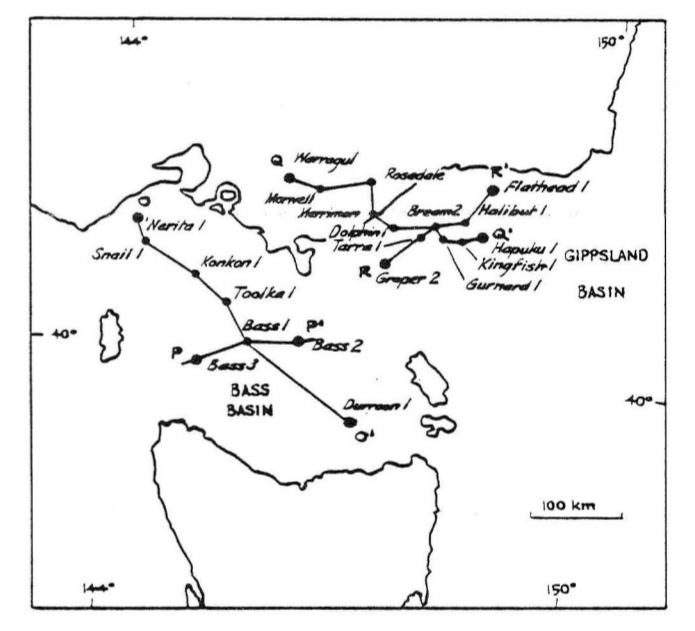 144°
150°
Q Warragul
Rosedale
R' Flathead 1
Morwell
Harriman
Bream 2
Halibut 1
O
Nerita 1
Dolphin 1
Tarra 1
Q'
Hapuku 1
Snail 1
Kingfish 1
GIPPSLAND
Konkon 1
R Groper 2
Gurnard 1
BASIN
Toolka 1
Bass 1
P'
40°
P
Bass 2
Bass 3
BASS
BASIN
Durroon 1
40°
O'
100 km
144°
150°